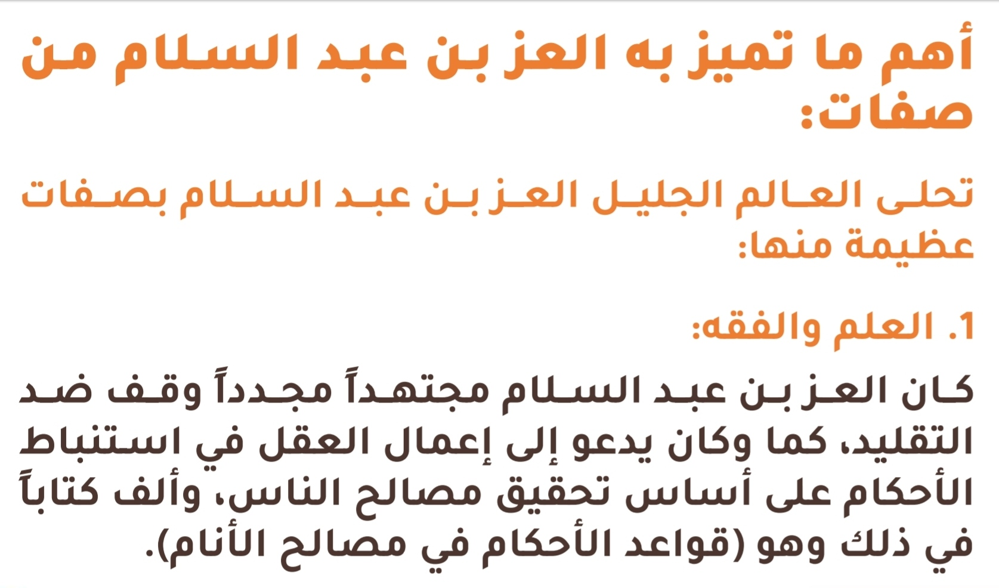 أهم ما تميز به العز بن عبد السلام من
صفات:
تحلى العالم الجليل العز بن عبد السلام بصفات
عظيمة منها:
1. العلم والفقه:
كان العز بن عبد السلام مجتهداً مجدداً وقف ضد
التقليد، كما وكان يدعو إلى إعمال العقل في استنباط
الأحكام على أساس تحقيق مصالح الناس، وألف كتاباً
في ذلك وهو (قواعد الأحكام في مصالح الأنام).